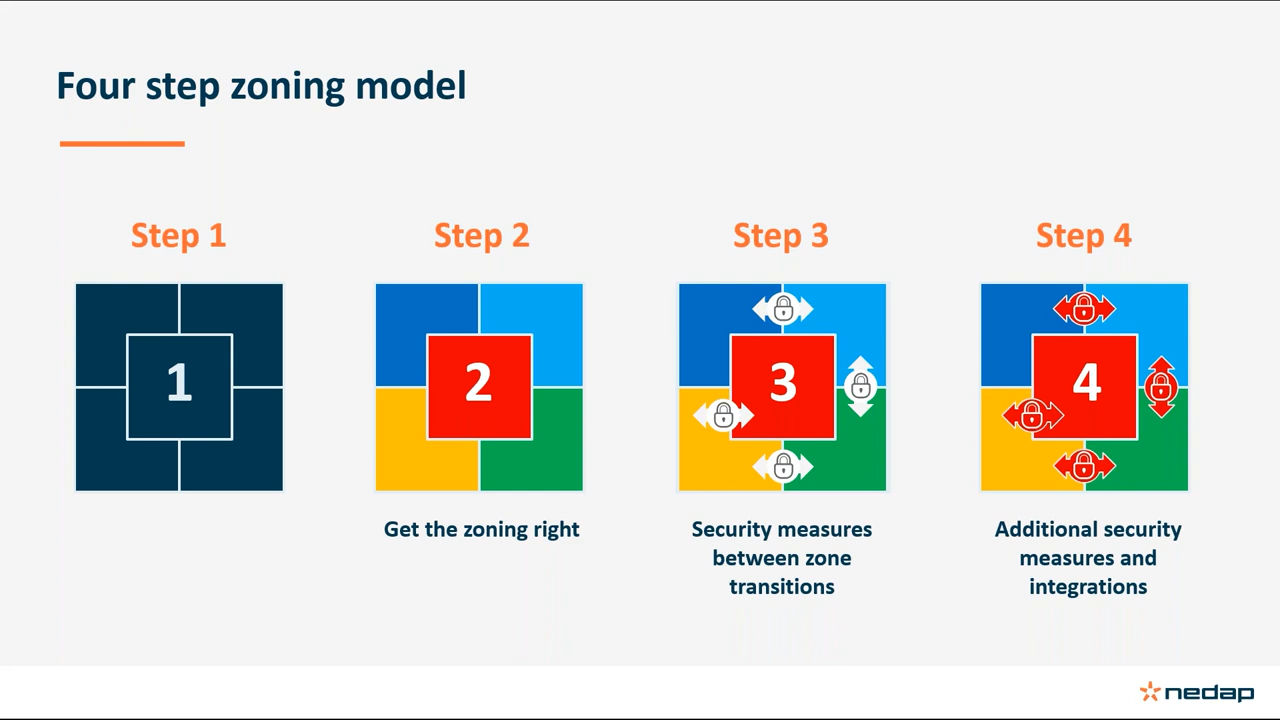 Four step zoning model
Step 1
Step 2
Step 3
Step 4
1
2
3
4
Get the zoning right
Security measures
between zone
transitions
Additional security
measures and
integrations
nedap